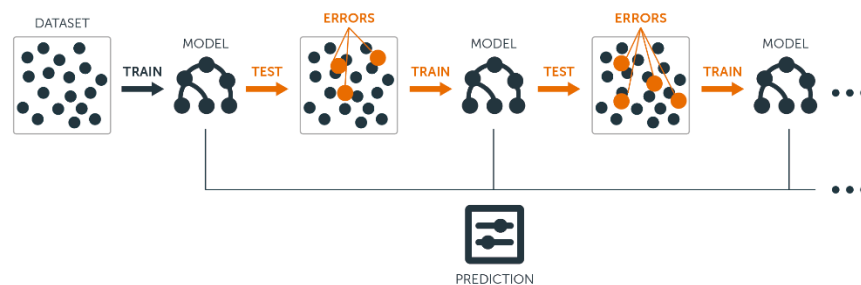 DATASET
MODEL
TRAIN
TEST
ERRORS
TRAIN
MODEL
TEST
ERRORS
TRAIN
MODEL
PREDICTION